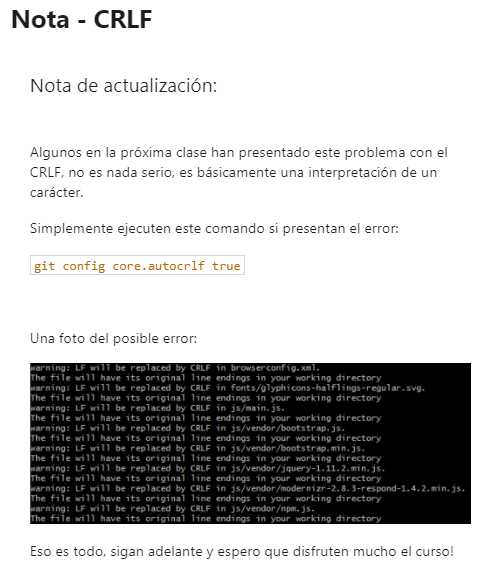 Nota - CRLF
Nota de actualización:
Algunos en la próxima clase han presentado este problema con el
CRLF, no es nada serio, es básicamente una interpretación de un
carácter.
Simplemente ejecuten este comando si presentan el error:
git config core.autocrlf true
Una foto del posible error:
warning: LF will be replaced by CRLF in browserconfig.xml.
The file will have its original line endings in your working directory
warning: LF will be replaced by CRLF in fonts/glyphicons-halflings-regular.svg.
The file will have its original line endings in your working directory
warning: LF will be replaced by CRLF in js/main.js.
The file will have its original line endings in your working directory
warning: LF will be replaced by CRLF in js/vendor/bootstrap.js.
The file will have its original line endings in your working directory
warning: LF will be replaced by CRLF in js/vendor/bootstrap.min.js.
The file will have its original line endings in your working directory
warning: LF will be replaced by CRLF in js/vendor/jquery-1.11.2.min.js.
The file will have its original line endings in your working directory
warning: LF will be replaced by CRLF in js/vendor/modernizr-2.8.3-respond-1.4.2.min.js.
The file will have its original line endings in your working directory
warning: LF will be replaced by CRLF in js/vendor/npm.js.
The file will have its original line endings in your working directory
Eso es todo, sigan adelante y espero que disfruten mucho el curso!